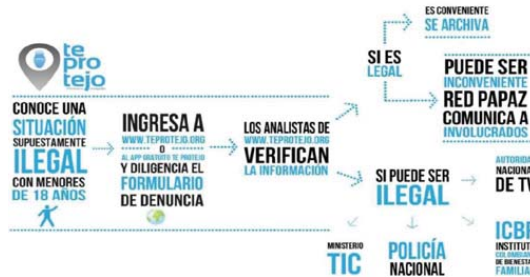 te
pro
tejo
CONOCE UNA
SITUACIÓN
SUPUESTAMENTE
ILEGAL
CON MENORES
DE 18 AÑOS
INGRESA A
WWW.TEPROTEJO.ORG
O
AL APP GRATUITO TE PROTEJO
Y DILIGENCIA EL
FORMULARIO
DE DENUNCIA
LOS ANALISTAS DE
WWW.TEPROTEJO.ORG
VERIFICAN
LA INFORMACIÓN
SI ES
LEGAL
ES CONVENIENTE
SE ARCHIVA
PUEDE SER
INCONVENIENTE
RED PAPAZ
COMUNICA A
INVOLUCRADOS
SI PUEDE SER
ILEGAL
MINISTERIO
TIC
POLICÍA
NACIONAL
AUTORIDAD
NACIONAL
DE TV
ICBF
INSTITUTO
COLOMBIANO
DE BIENESTAR
FAMILIAR